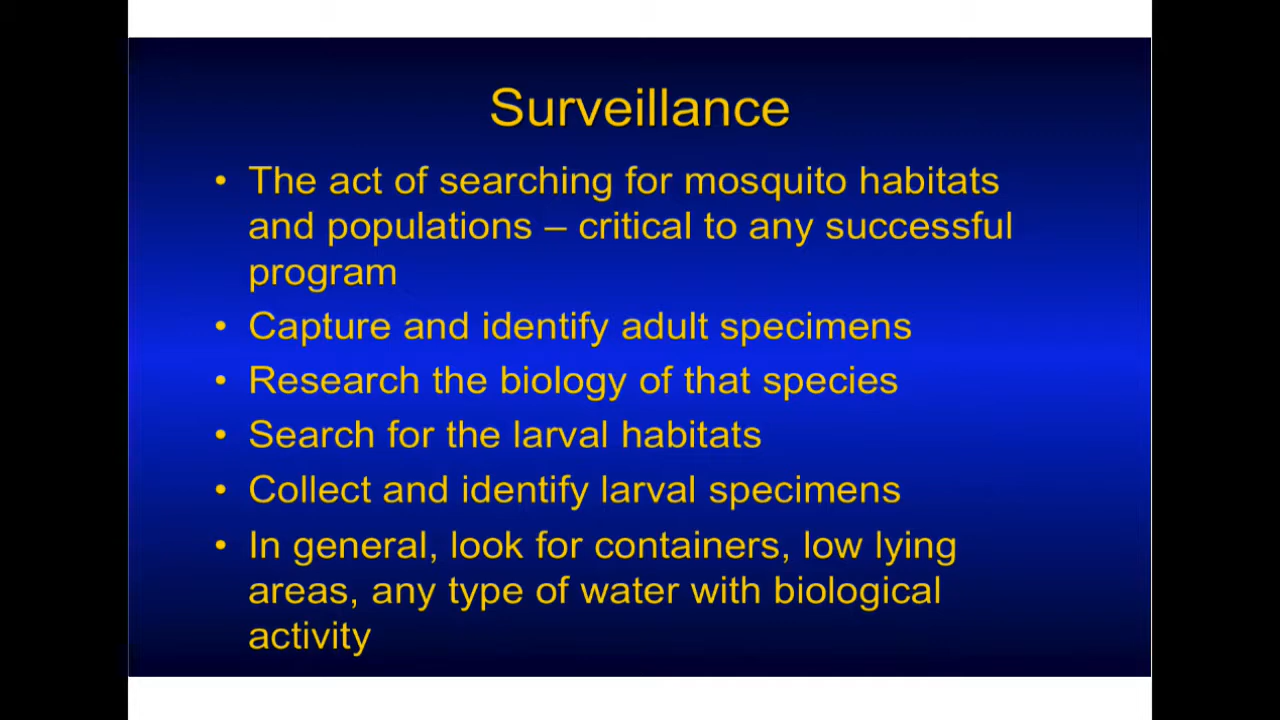 Surveillance
• The act of searching for mosquito habitats
and populations – critical to any successful
program
• Capture and identify adult specimens
• Research the biology of that species
• Search for the larval habitats
• Collect and identify larval specimens
• In general, look for containers, low lying
areas, any type of water with biological
activity